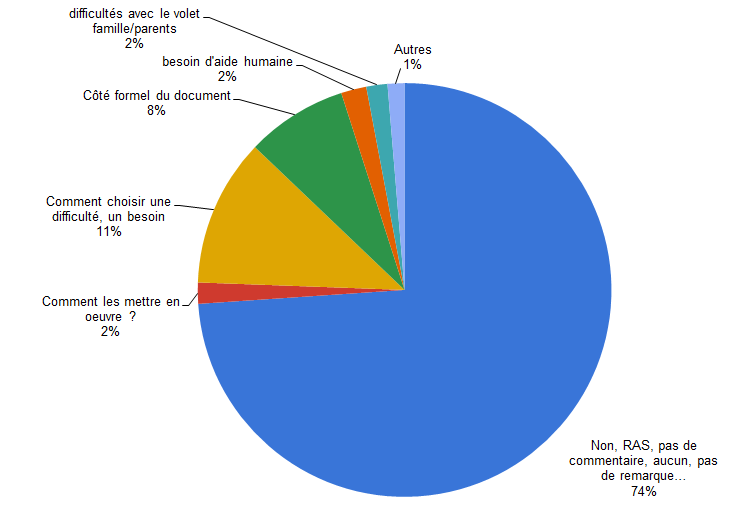 difficultés avec le volet
famille/parents
2%
Autres
1%
besoin d'aide humaine
2%
Côté formel du document
8%
Comment choisir une
difficulté, un besoin
11%
Comment les mettre en
oeuvre ?
2%
Non, RAS, pas de
commentaire, aucun, pas
de remarque...
74%